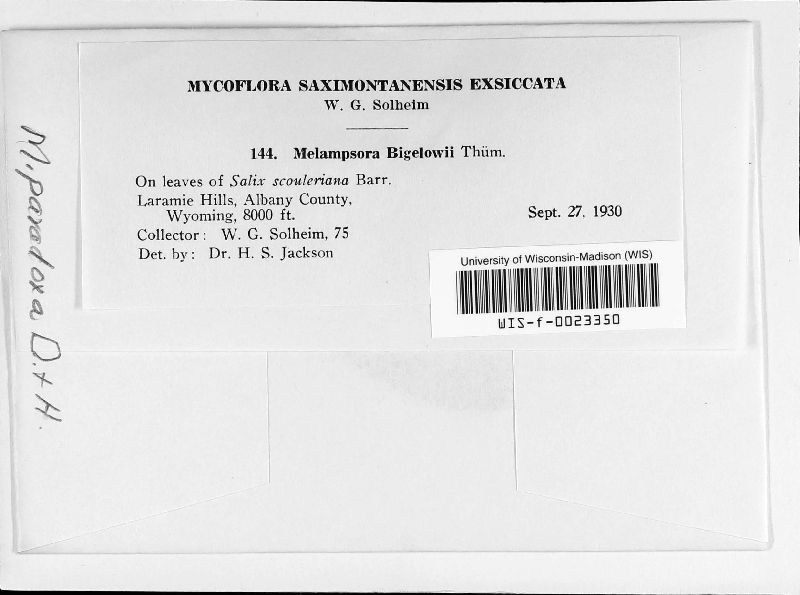 MYCOFLORA SAXIMONTANENSIS EXSICCATA
W. G. Solheim
144. Melampsora Bigelowii Thüm.
On leaves of Salix scouleriana Barr.
Laramie Hills, Albany County,
Wyoming, 8000 ft.
Sept. 27, 1930
Collector: W. G. Solheim, 75
Det. by: Dr. H. S. Jackson
University of Wisconsin-Madison (WIS)
WIS-f-0023350
M. paradoxa D. + H.